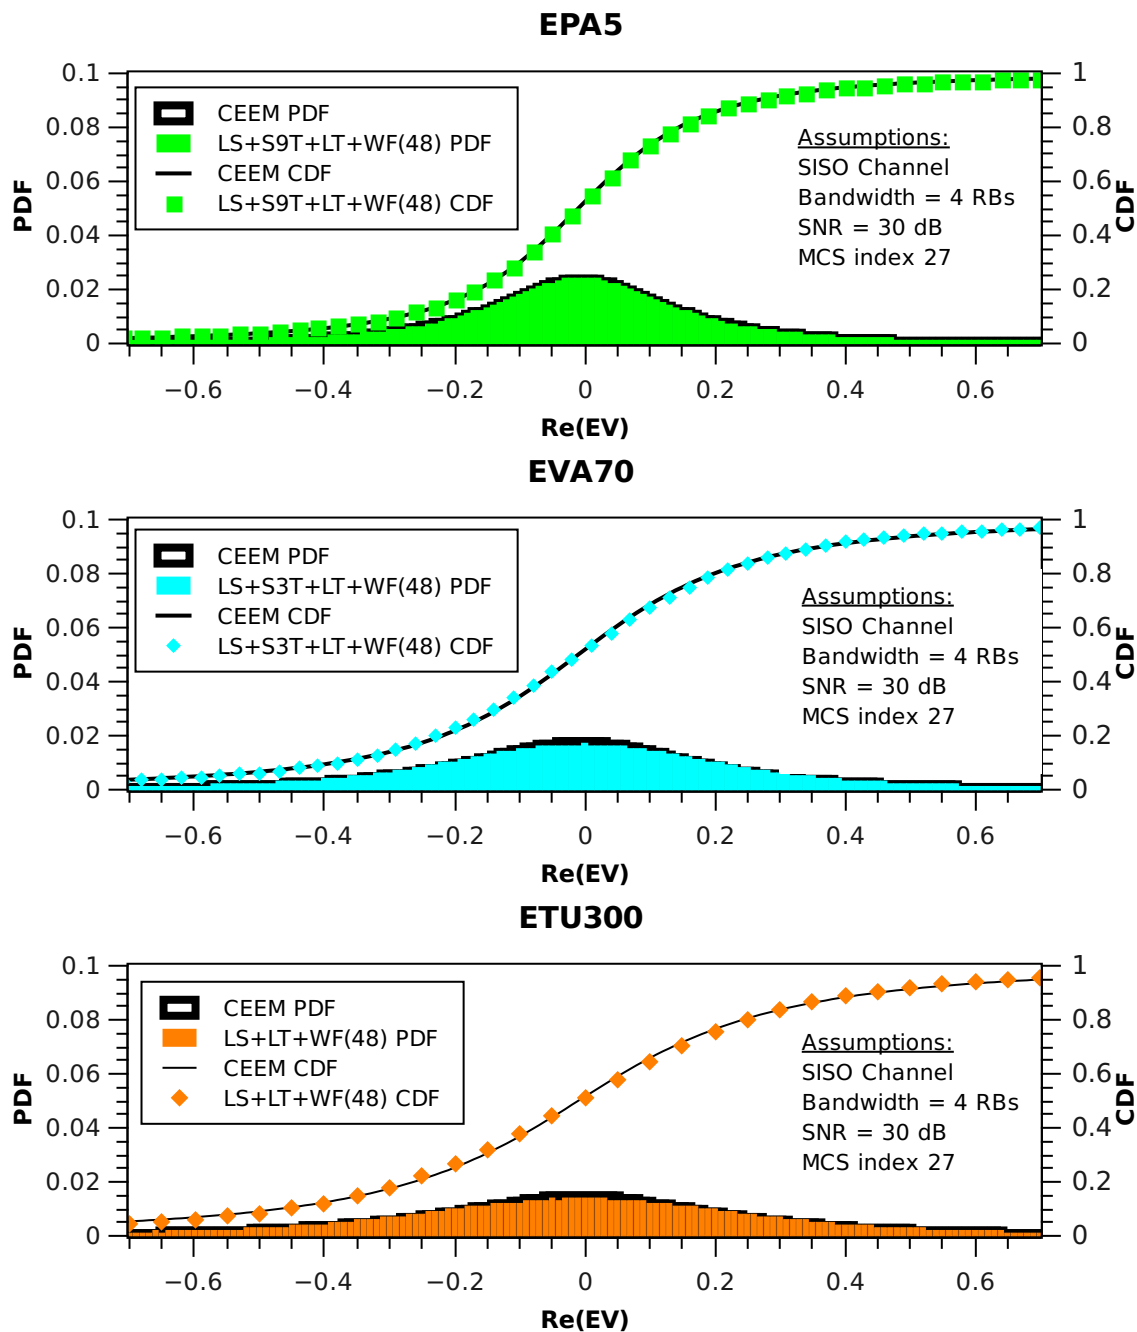 EPA5
PDF
0.1
0.08
0.06
0.04
0.02
0
CEEM PDF
LS+S9T+LT+WF(48) PDF
CEEM CDF
LS+S9T+LT+WF(48) CDF
Assumptions:
SISO Channel
Bandwidth = 4 RBs
SNR = 30 dB
MCS index 27
1
0.8
0.6
0.4
0.2
0
CDF
−0.6 −0.4 −0.2 0 0.2 0.4 0.6
Re(EV)
EVA70
PDF
0.1
0.08
0.06
0.04
0.02
0
CEEM PDF
LS+S3T+LT+WF(48) PDF
CEEM CDF
LS+S3T+LT+WF(48) CDF
Assumptions:
SISO Channel
Bandwidth = 4 RBs
SNR = 30 dB
MCS index 27
1
0.8
0.6
0.4
0.2
0
CDF
−0.6 −0.4 −0.2 0 0.2 0.4 0.6
Re(EV)
ETU300
PDF
0.1
0.08
0.06
0.04
0.02
0
CEEM PDF
LS+LT+WF(48) PDF
CEEM CDF
LS+LT+WF(48) CDF
Assumptions:
SISO Channel
Bandwidth = 4 RBs
SNR = 30 dB
MCS index 27
1
0.8
0.6
0.4
0.2
0
CDF
−0.6 −0.4 −0.2 0 0.2 0.4 0.6
Re(EV)